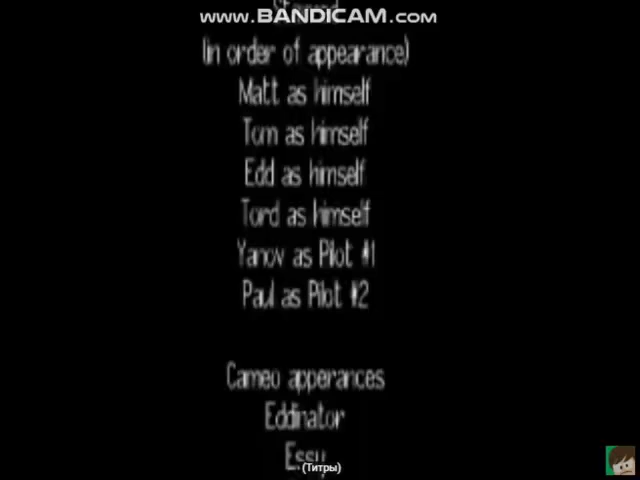 www.BANDICAM.com
(in order of appearance)
Matt as himself
Tom as himself
Edd as himself
Tord as himself
Yanov as Pilot #1
Paul as Pilot #2
Cameo apperances
Eddinator
(Титры)